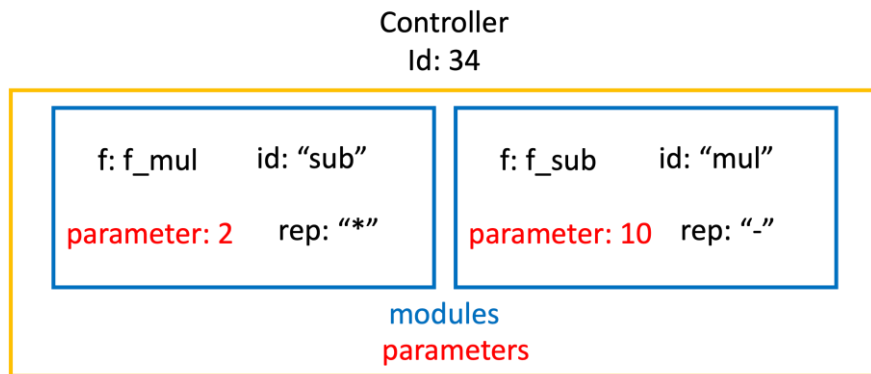 Controller
Id: 34
f: f_mul id: “sub”
parameter: 2 rep: “*”
f: f_sub id: “mul”
parameter: 10 rep: “-”
modules
parameters